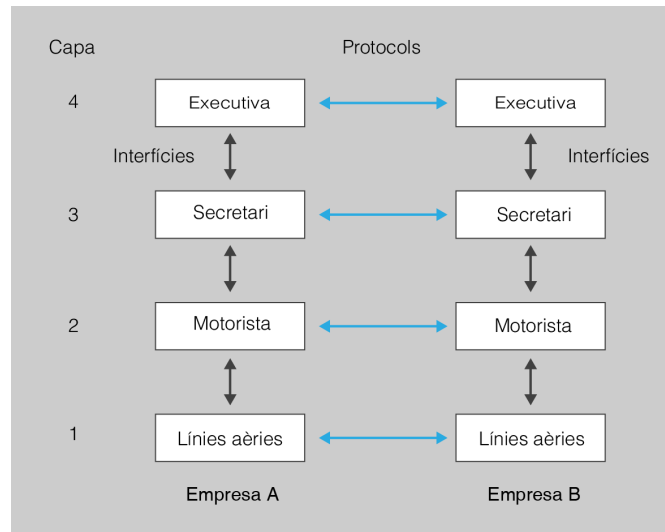 Capa Protocols
4 Executiva Executiva
Interfícies Interfícies
3 Secretari Secretari
2 Motorista Motorista
1 Línies aèries Línies aèries
Empresa A Empresa B